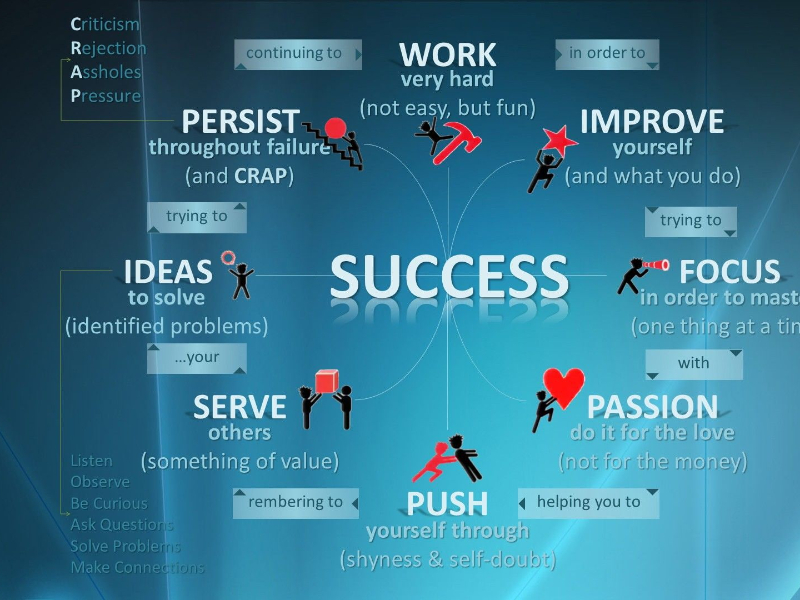 Criticism
Rejection
Assholes
Pressure
continuing to
WORK
very hard
(not easy, but fun)
in order to
PERSIST
throughout failure
(and CRAP)
IMPROVE
yourself
(and what you do)
trying to
trying to
IDEAS
to solve
(identified problems)
SUCCESS
FOCUS
in order to mast
(one thing at a tim
...your
with
SERVE
others
(something of value)
PASSION
do it for the love
(not for the money)
Listen
Observe
Be Curious
Ask Questions
Solve Problems
Make Connections
rembering to
PUSH
yourself through
(shyness & self-doubt)
helping you to